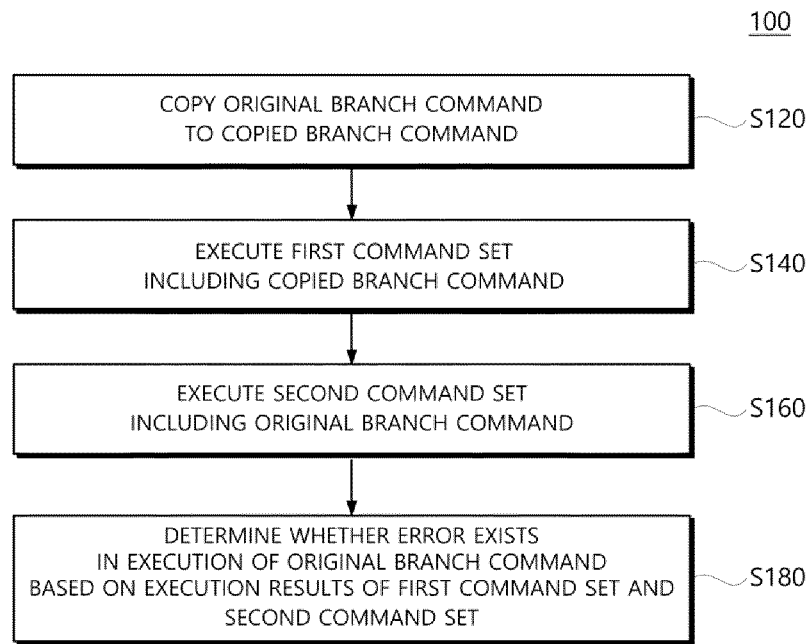 100
COPY ORIGINAL BRANCH COMMAND
TO COPIED BRANCH COMMAND
S120
EXECUTE FIRST COMMAND SET
INCLUDING COPIED BRANCH COMMAND
S140
EXECUTE SECOND COMMAND SET
INCLUDING ORIGINAL BRANCH COMMAND
S160
DETERMINE WHETHER ERROR EXISTS
IN EXECUTION OF ORIGINAL BRANCH COMMAND
BASED ON EXECUTION RESULTS OF FIRST COMMAND SET AND
SECOND COMMAND SET
S180